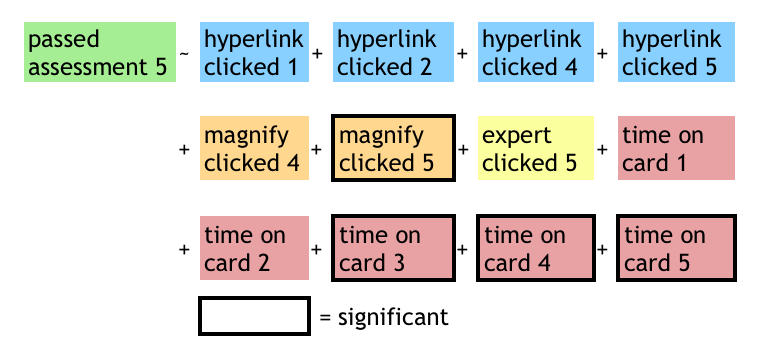 passed assessment 5 ~ hyperlink clicked 1 + hyperlink clicked 2 + hyperlink clicked 4 + hyperlink clicked 5
+ magnify clicked 4 + magnify clicked 5 + expert clicked 5 + time on card 1
+ time on card 2 + time on card 3 + time on card 4 + time on card 5
= significant